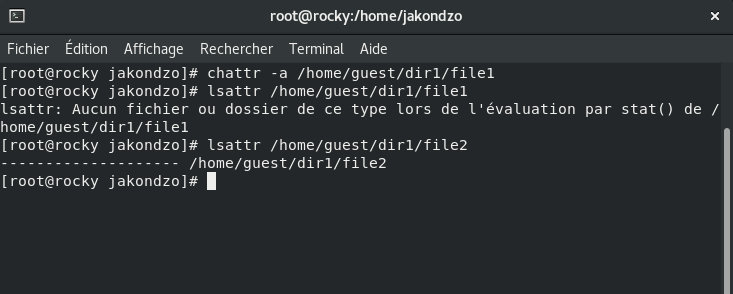 root@rocky:/home/jakondzo ×
Fichier Édition Affichage Rechercher Terminal Aide
[root@rocky jakondzo]# chattr -a /home/guest/dir1/file1
[root@rocky jakondzo]# lsattr /home/guest/dir1/file1
lsattr: Aucun fichier ou dossier de ce type lors de l'évaluation par stat() de /
home/guest/dir1/file1
[root@rocky jakondzo]# lsattr /home/guest/dir1/file2
-------------------- /home/guest/dir1/file2
[root@rocky jakondzo]#